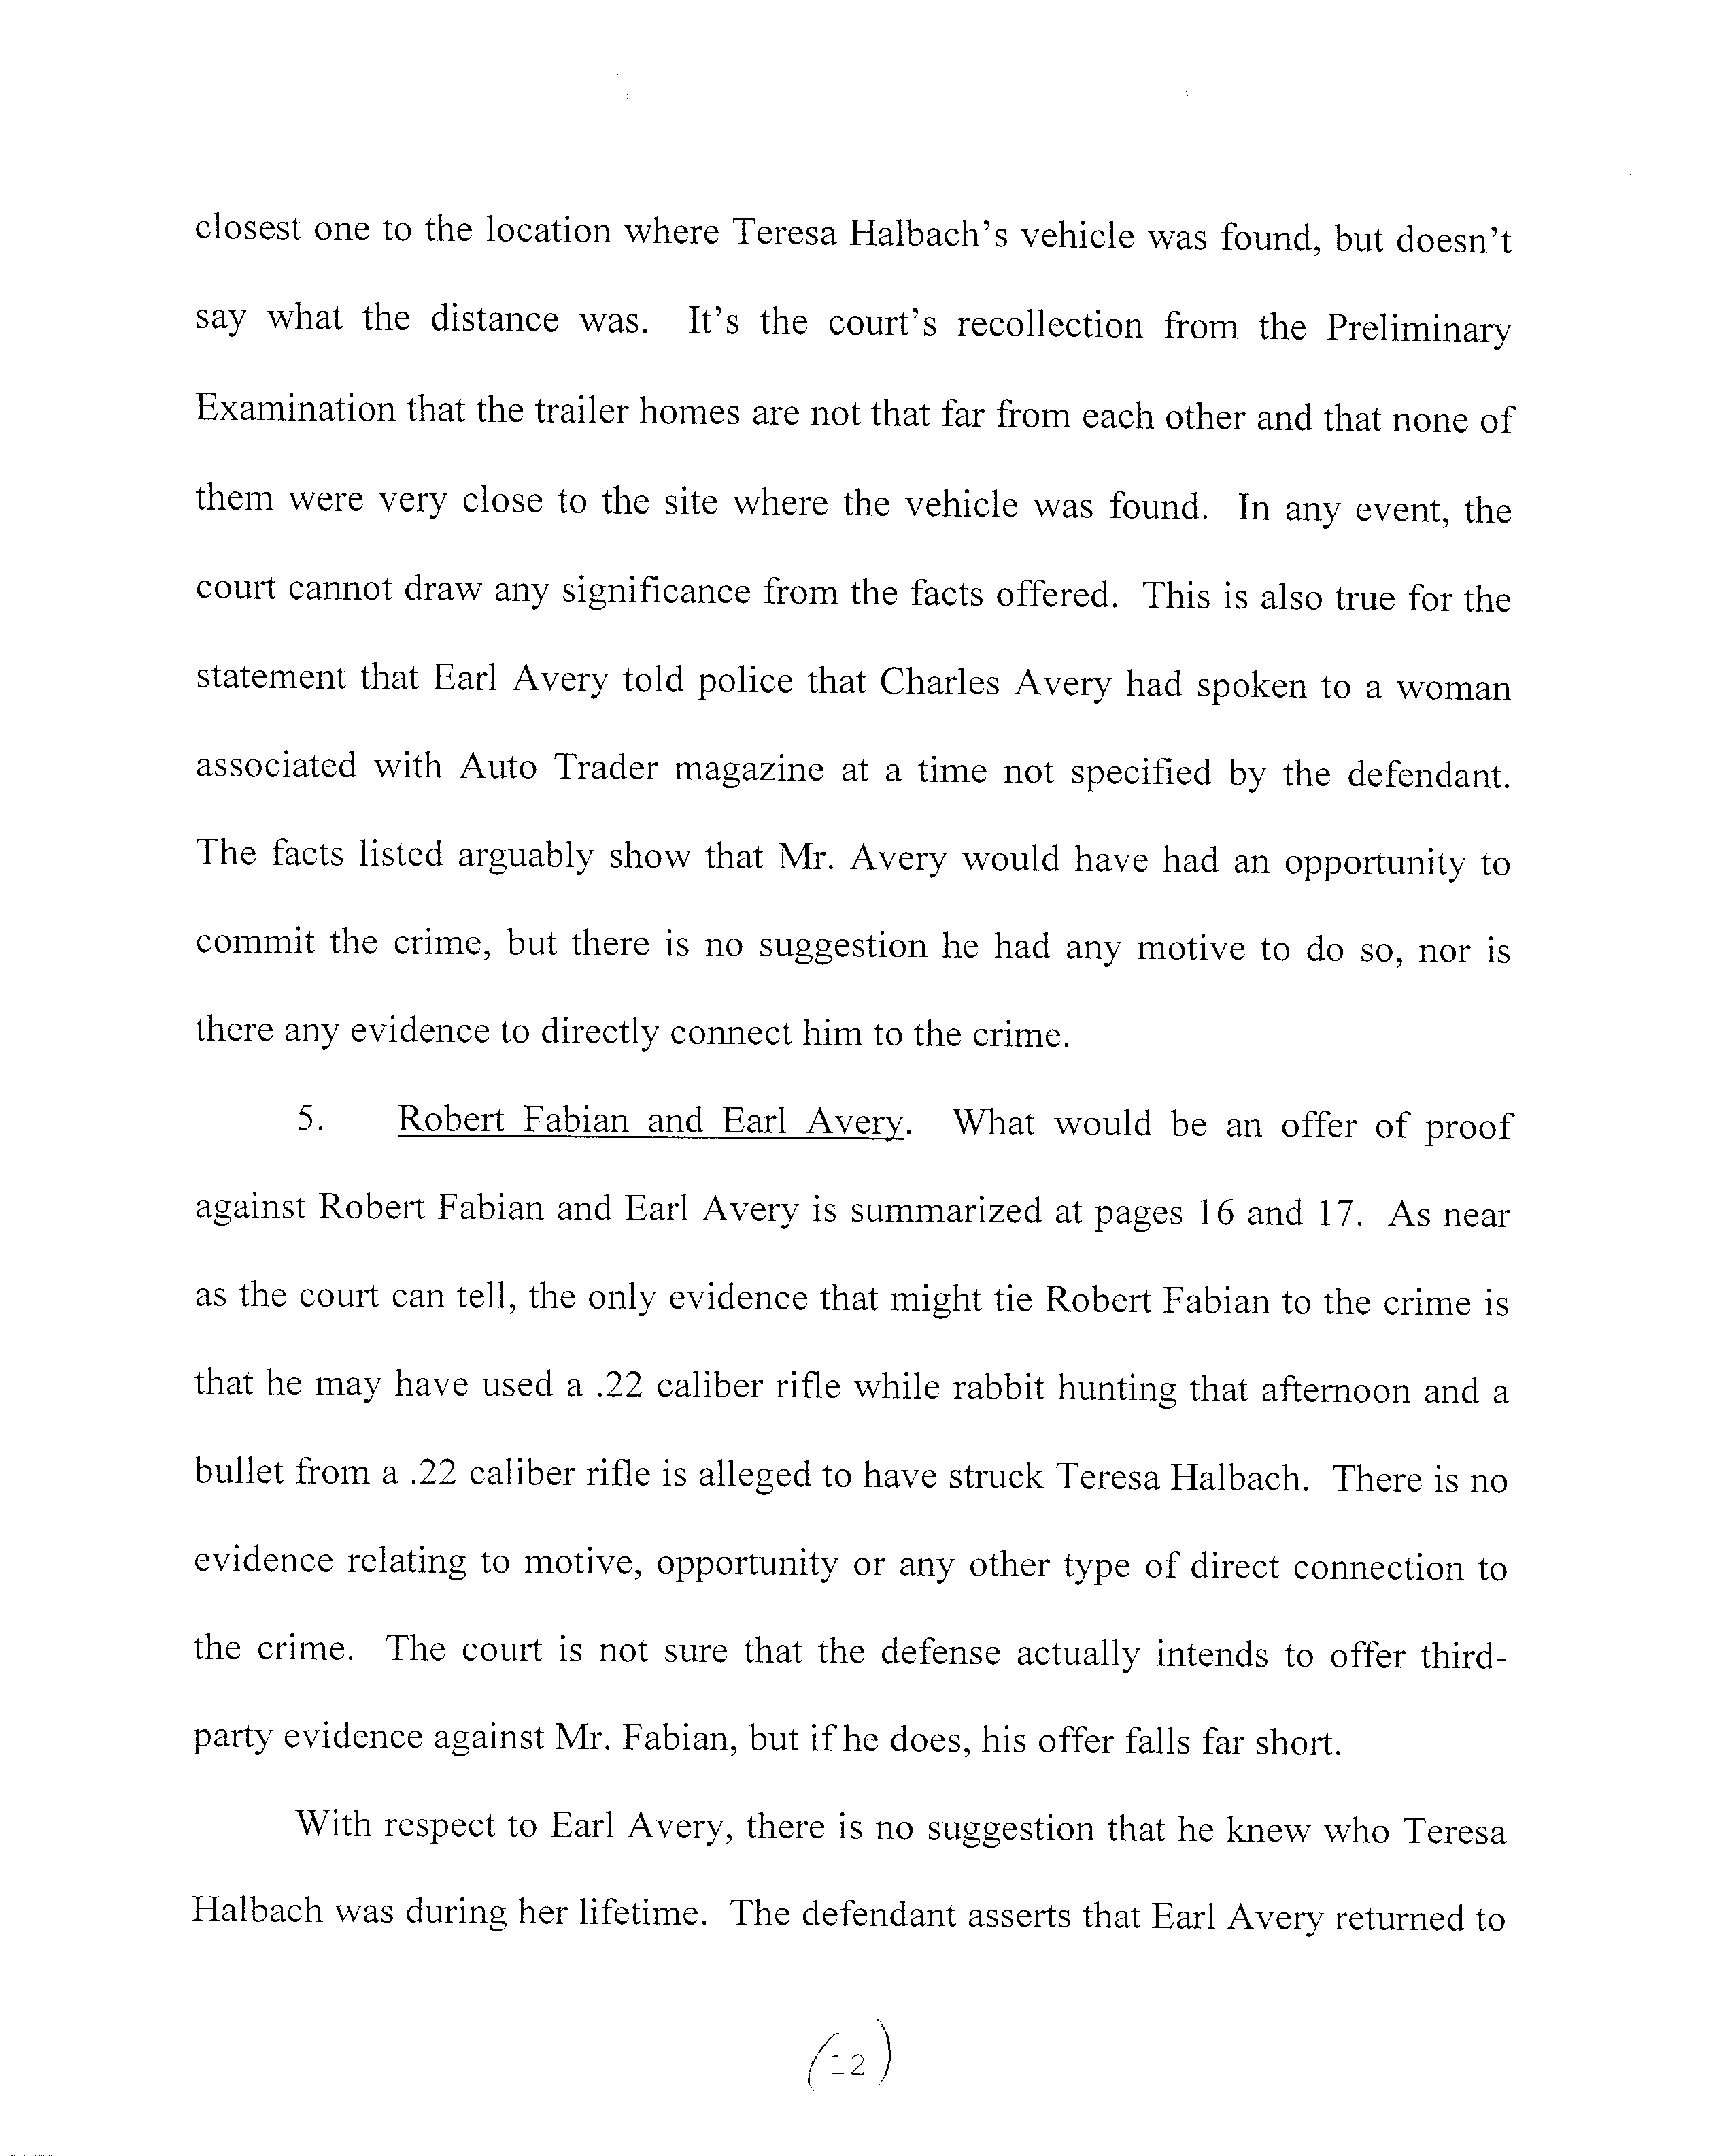 closest one to the location where Teresa Halbach's vehicle was found, but doesn't
say what the distance was. It's the court's recollection from the Preliminary
Examination that the trailer homes are not that far from each other and that none of
them were very close to the site where the vehicle was found. In any event, the
court cannot draw any significance from the facts offered. This is also true for the
statement that Earl Avery told police that Charles Avery had spoken to a woman
associated with Auto Trader magazine at a time not specified by the defendant.
The facts listed arguably show that Mr. Avery would have had an opportunity to
commit the crime, but there is no suggestion he had any motive to do so, nor is
there any evidence to directly connect him to the crime.
5. Robert Fabian and Earl Avery. What would be an offer of proof
against Robert Fabian and Earl Avery is summarized at pages 16 and 17. As near
as the court can tell, the only evidence that might tie Robert Fabian to the crime is
that he may have used a .22 caliber rifle while rabbit hunting that afternoon and a
bullet from a .22 caliber rifle is alleged to have struck Teresa Halbach. There is no
evidence relating to motive, opportunity or any other type of direct connection to
the crime. The court is not sure that the defense actually intends to offer third-
party evidence against Mr. Fabian, but if he does, his offer falls far short.
With respect to Earl Avery, there is no suggestion that he knew who Teresa
Halbach was during her lifetime. The defendant asserts that Earl Avery returned to